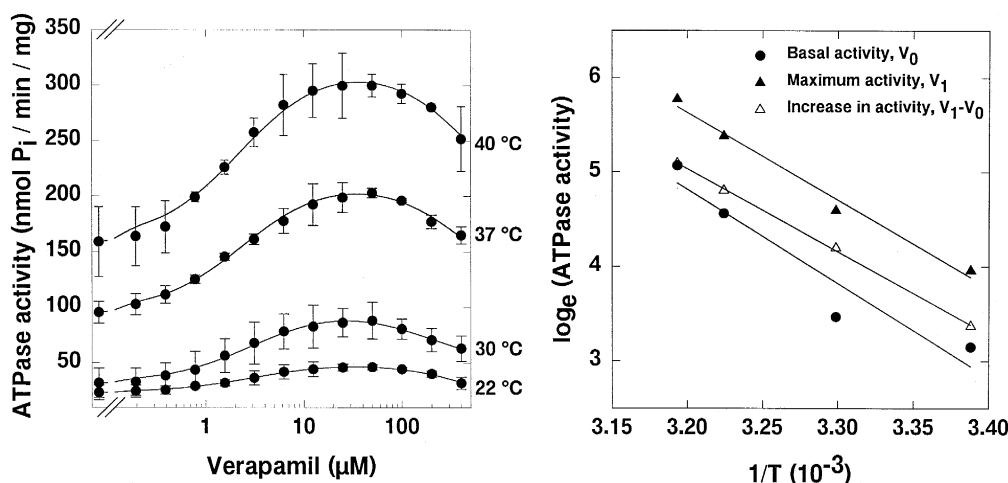 ATPase activity (nmol Pi / min / mg)
350
300
250
200
150
100
50
40 °C
37 °C
30 °C
22 °C
1
10
100
Verapamil (µM)
loge (ATPase activity)
6
5
4
3
Basal activity, V0
Maximum activity, V1
Increase in activity, V1-V0
3.15
3.20
3.25
3.30
3.35
3.40
1/T (10-3)